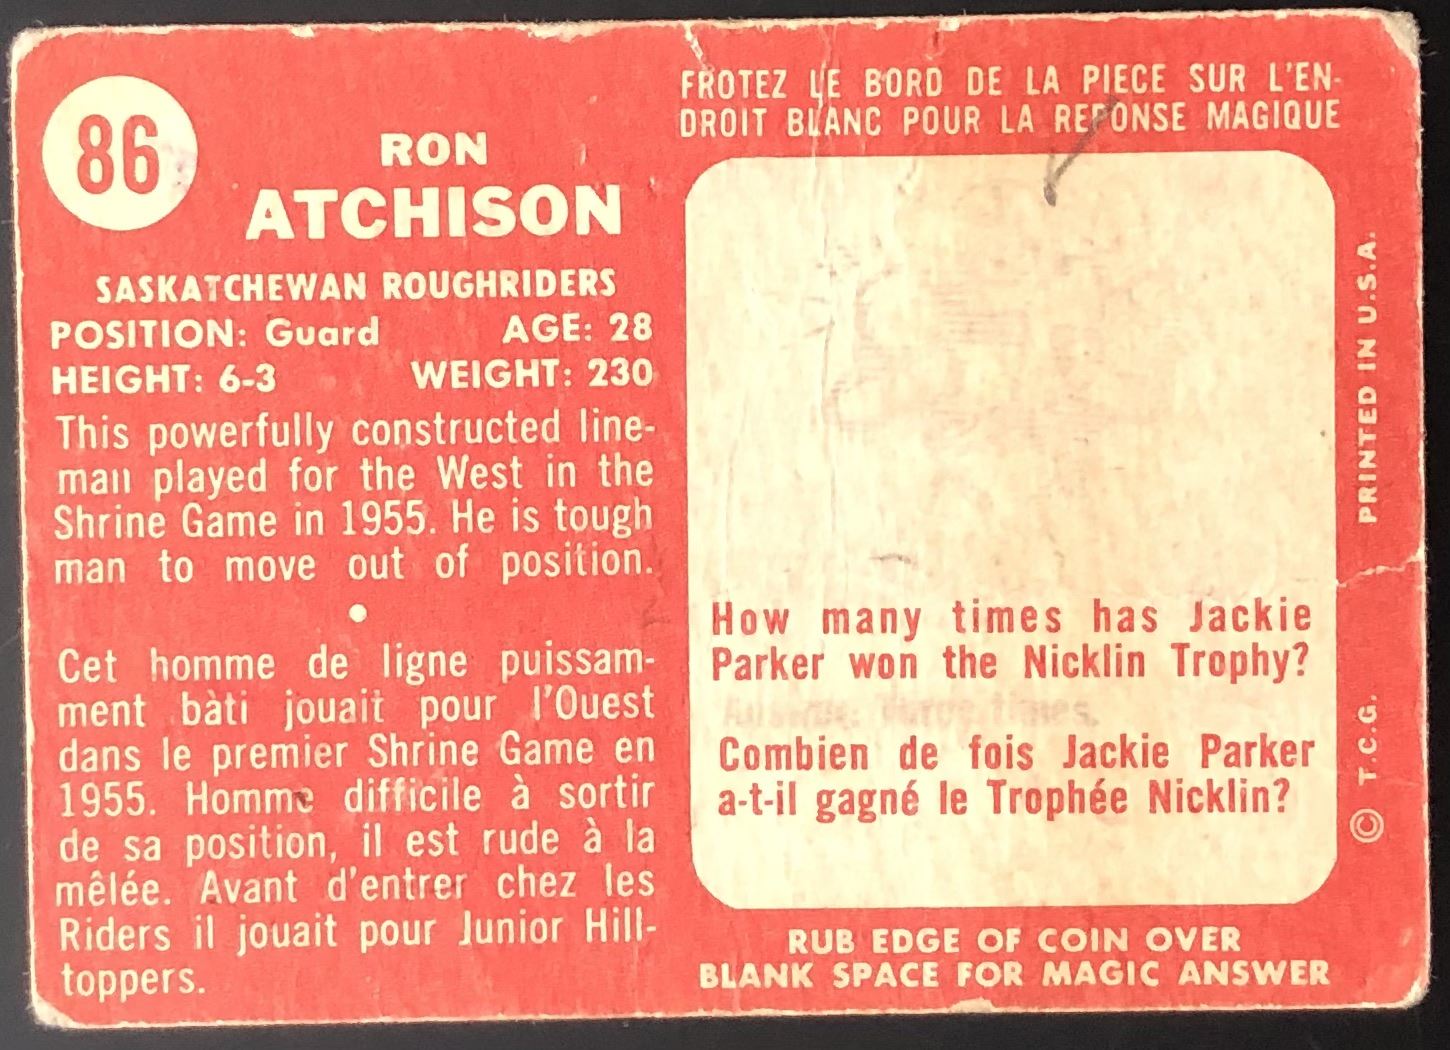 86
RON
ATCHISON
SASKATCHEWAN ROUGHRIDERS
POSITION: Guard AGE: 28
HEIGHT: 6-3 WEIGHT: 230
This powerfully constructed line-
man played for the West in the
Shrine Game in 1955. He is tough
man to move out of position.
Cet homme de ligne puissam-
ment bàti jouait pour l'Ouest
dans le premier Shrine Game en
1955. Homme difficile à sortir
de sa position, il est rude à la
mêlée. Avant d'entrer chez les
Riders il jouait pour Junior Hill-
toppers.
FROTEZ LE BORD DE LA PIECE SUR L'EN-
DROIT BLANC POUR LA REPONSE MAGIQUE
How many times has Jackie
Parker won the Nicklin Trophy?
Answer: Three times.
Combien de fois Jackie Parker
a-t-il gagné le Trophée Nicklin?
RUB EDGE OF COIN OVER
BLANK SPACE FOR MAGIC ANSWER
© T.C.G. PRINTED IN U.S.A.